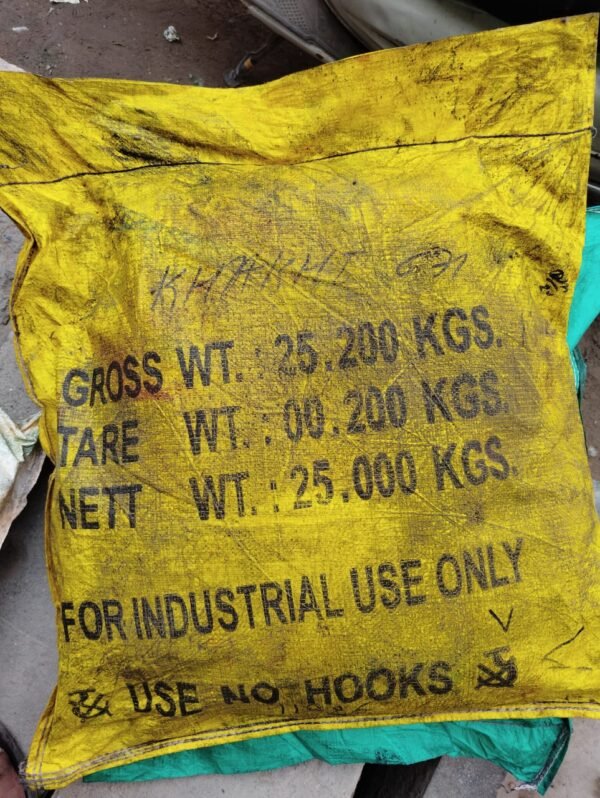 KHAKHI G71
GROSS WT. : 25.200 KGS.
TARE WT. : 00.200 KGS.
NETT WT. : 25.000 KGS.
FOR INDUSTRIAL USE ONLY
USE NO HOOKS